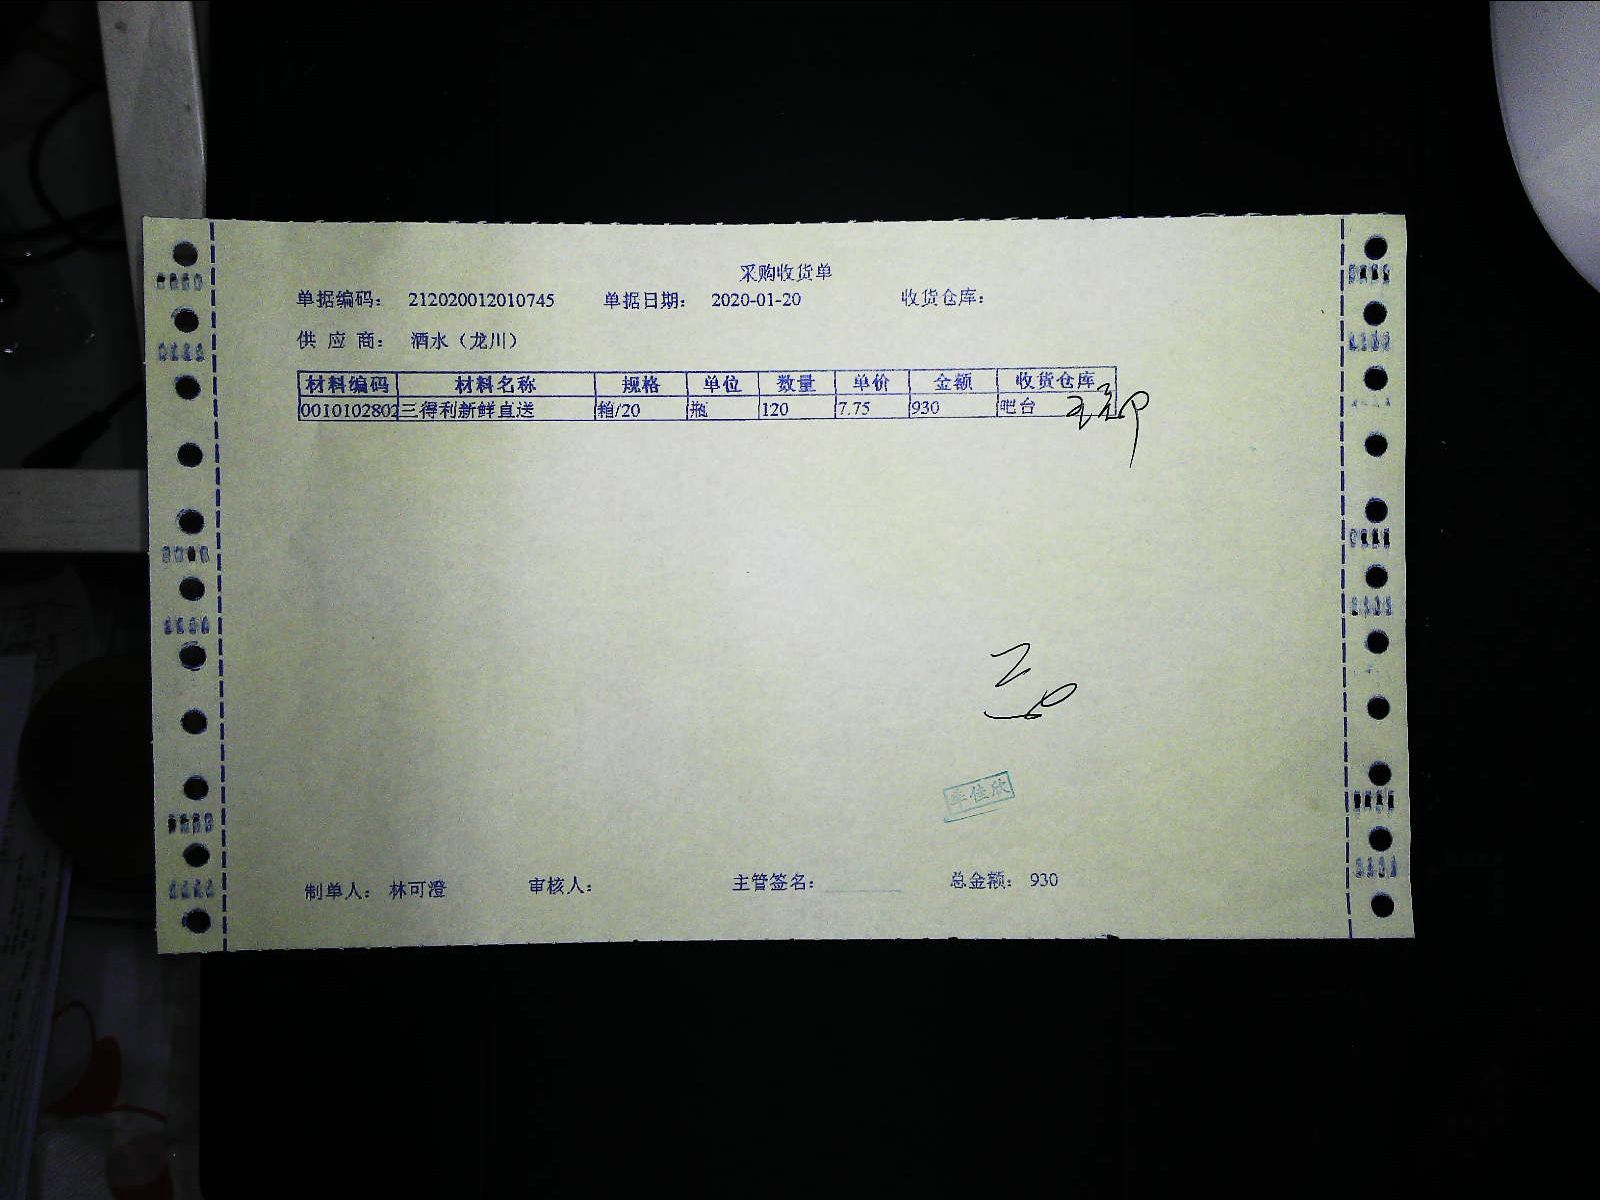 采购收货单
单据编码： 212020012010745 单据日期： 2020-01-20 收货仓库：
供 应 商： 酒水（龙川）
材料编码 材料名称 规格 单位 数量 单价 金额 收货仓库
0010102802 三得利新鲜直送 箱/20 瓶 120 7.75 930 吧台
佳欣
制单人： 林可澄 审核人： 主管签名： 总金额： 930